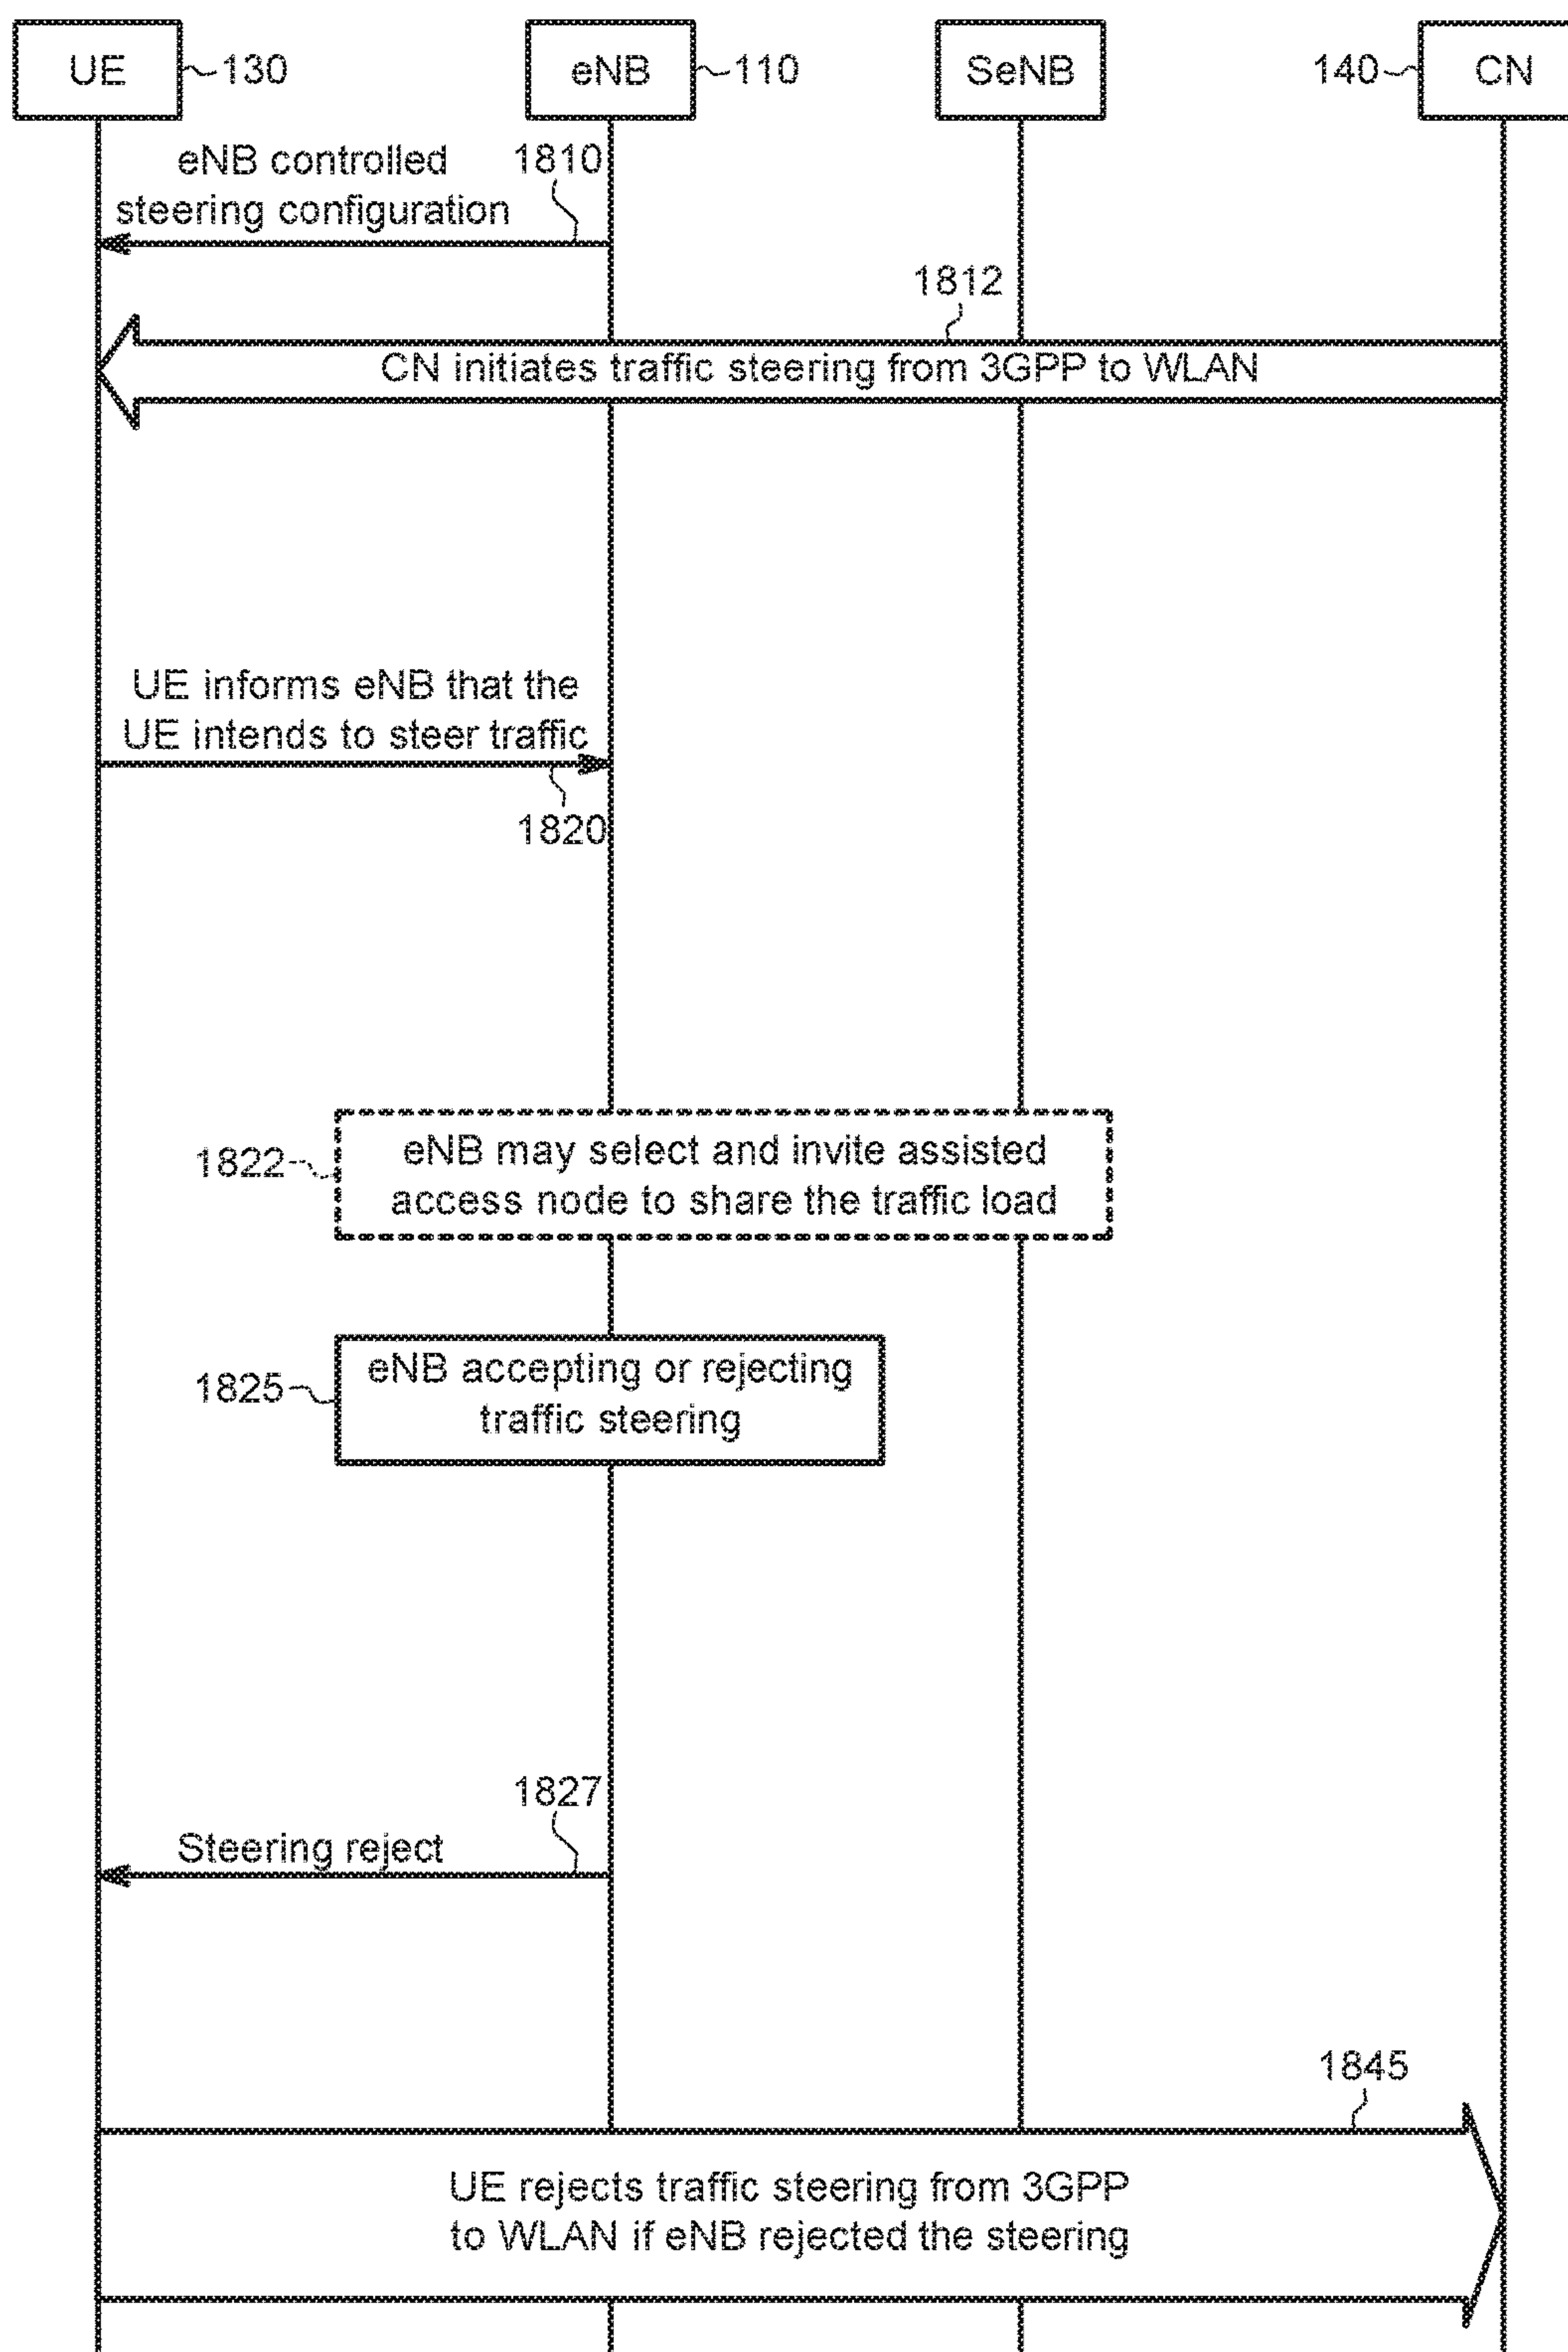 UE
130
eNB
110
SeNB
140
CN
eNB controlled
steering configuration
1810
1812
CN initiates traffic steering from 3GPP to WLAN
UE informs eNB that the
UE intends to steer traffic
1820
1822
eNB may select and invite assisted
access node to share the traffic load
1825
eNB accepting or rejecting
traffic steering
1827
Steering reject
1845
UE rejects traffic steering from 3GPP
to WLAN if eNB rejected the steering